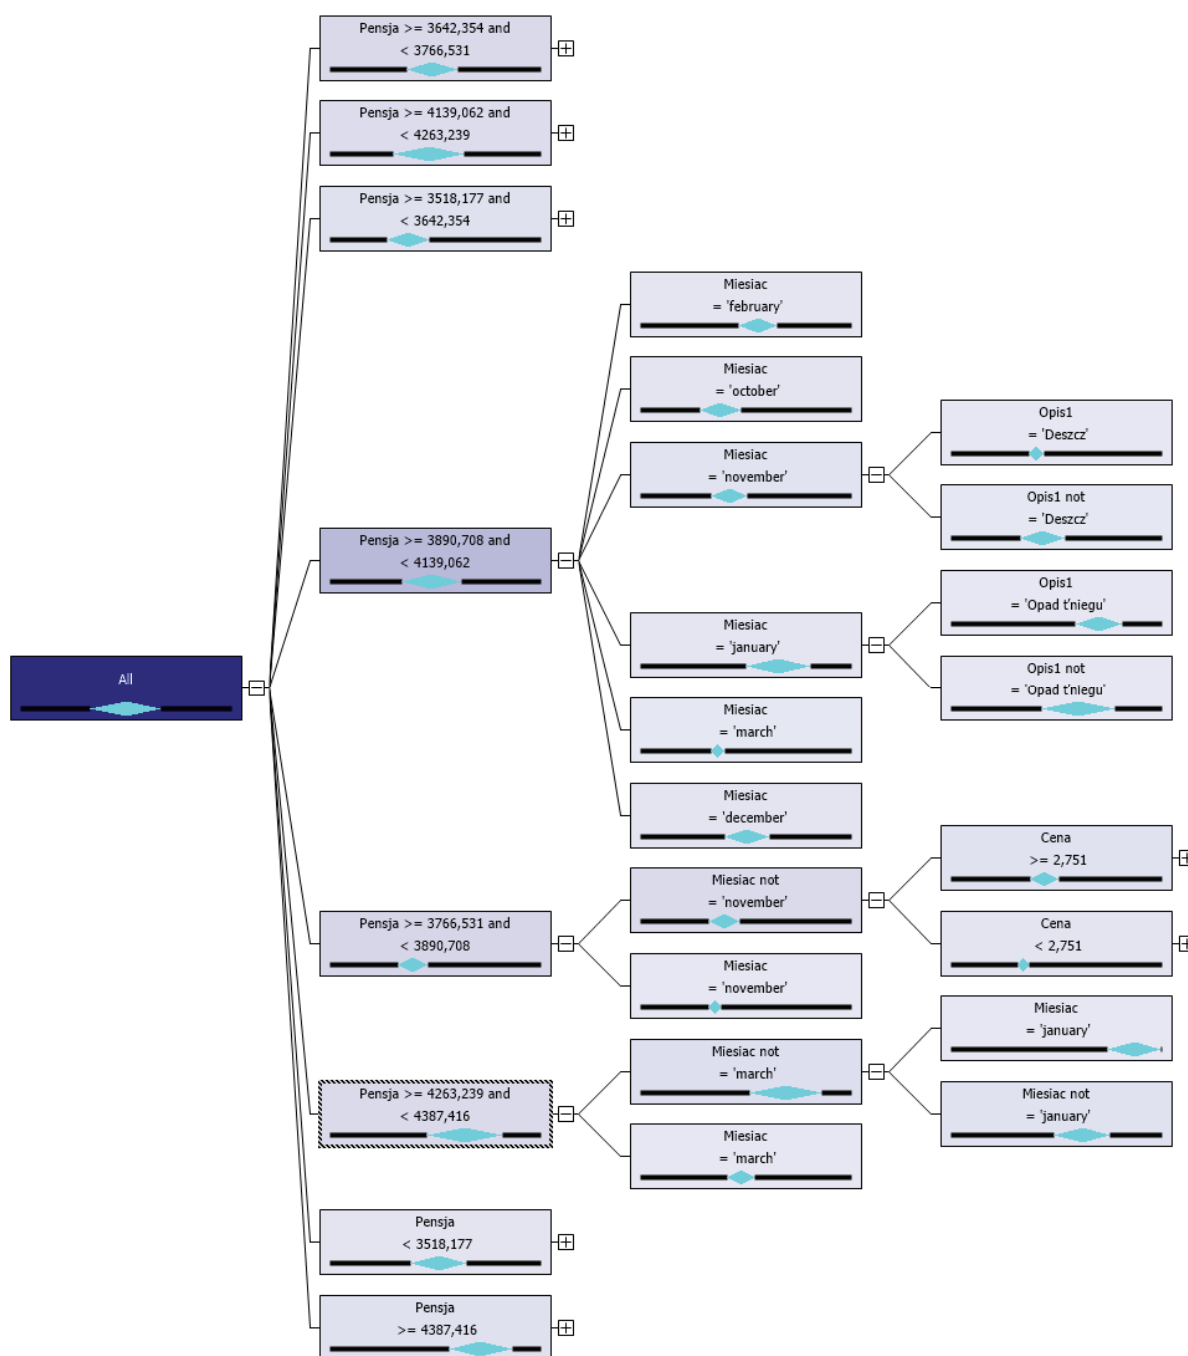 Pensja >= 3642,354 and
< 3766,531
Pensja >= 4139,062 and
< 4263,239
Pensja >= 3518,177 and
< 3642,354
Miesiac
= 'february'
Miesiac
= 'october'
Miesiac
= 'november'
Opis1
= 'Deszcz'
Opis1 not
= 'Deszcz'
Pensja >= 3890,708 and
< 4139,062
Miesiac
= 'january'
Opis1
= 'Opad t'niegu'
Opis1 not
= 'Opad t'niegu'
All
Miesiac
= 'march'
Miesiac
= 'december'
Pensja >= 3766,531 and
< 3890,708
Miesiac not
= 'november'
Cena
>= 2,751
Cena
< 2,751
Miesiac
= 'november'
Pensja >= 4263,239 and
< 4387,416
Miesiac not
= 'march'
Miesiac
= 'january'
Miesiac not
= 'january'
Miesiac
= 'march'
Pensja
< 3518,177
Pensja
>= 4387,416